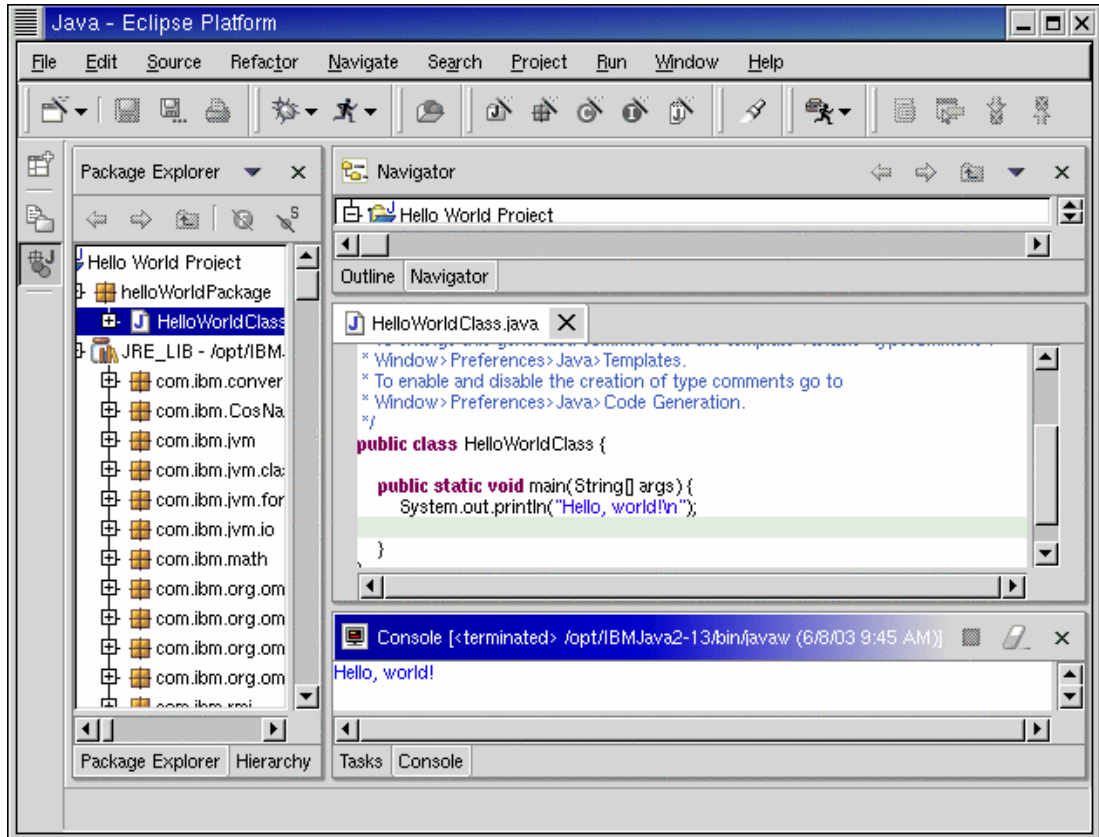 Java - Eclipse Platform
File Edit Source Refactor Navigate Search Project Run Window Help
Package Explorer
Hello World Project
helloWorldPackage
HelloWorldClass
JRE_LIB - /opt/IBM.
com.ibm.conver
com.ibm.CosNa
com.ibm.jvm
com.ibm.jvm.cla
com.ibm.jvm.for
com.ibm.jvm.io
com.ibm.math
com.ibm.org.om
com.ibm.org.om
com.ibm.org.om
com.ibm.org.om
com.ibm.rmi
Package Explorer Hierarchy
Navigator
Hello World Project
Outline Navigator
HelloWorldClass.java
* Window>Preferences>Java>Templates.
* To enable and disable the creation of type comments go to
* Window>Preferences>Java>Code Generation.
*/
public class HelloWorldClass {
public static void main(String[] args) {
System.out.println("Hello, world!\n");
}
Console [<terminated> /opt/IBMJava2-13/bin/javaw (6/8/03 9:45 AM)]
Hello, world!
Tasks Console